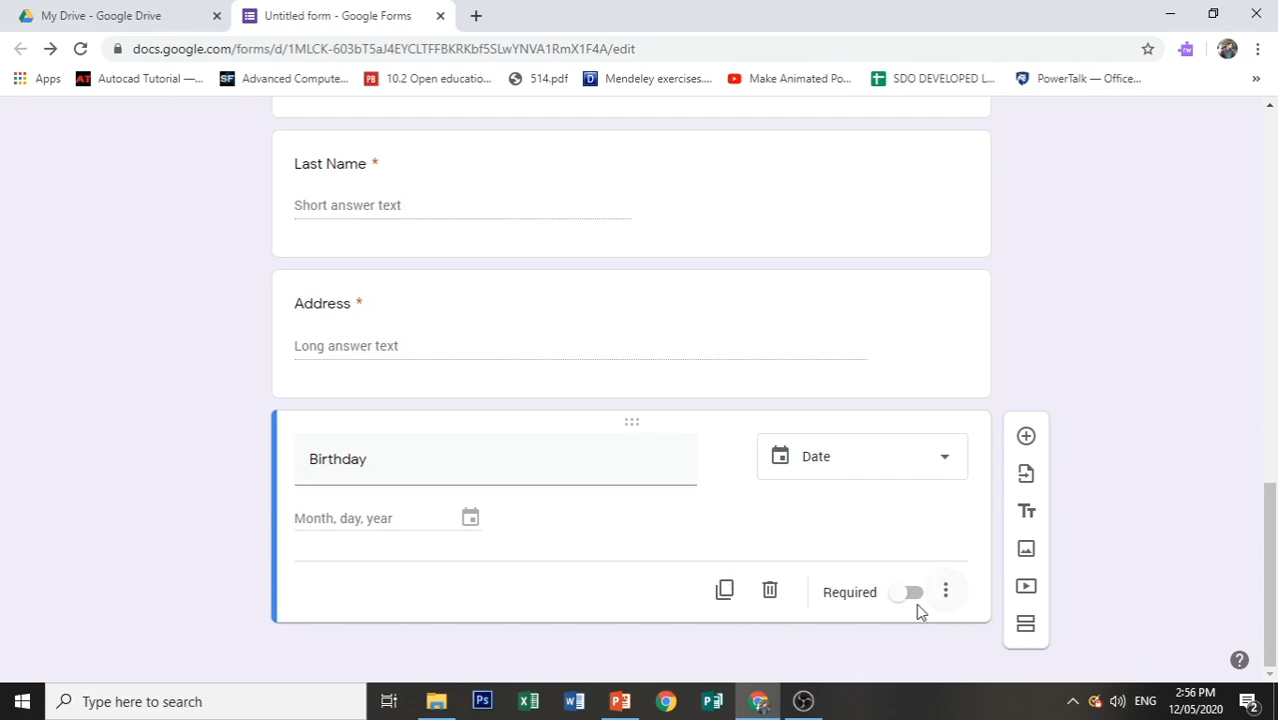 My Drive - Google Drive
Untitled form - Google Forms
docs.google.com/forms/d/1MLCK-603bT5aJ4EYCLTFFBKRKbf5SLwYNVA1RmX1F4A/edit
Apps
Autocad Tutorial —...
Advanced Compute...
10.2 Open educatio...
514.pdf
Mendeley exercises....
Make Animated Po...
SDO DEVELOPED L...
PowerTalk — Office...
Last Name *
Short answer text
Address *
Long answer text
Birthday
Date
Month, day, year
Required
Type here to search
ENG
2:56 PM
12/05/2020
2